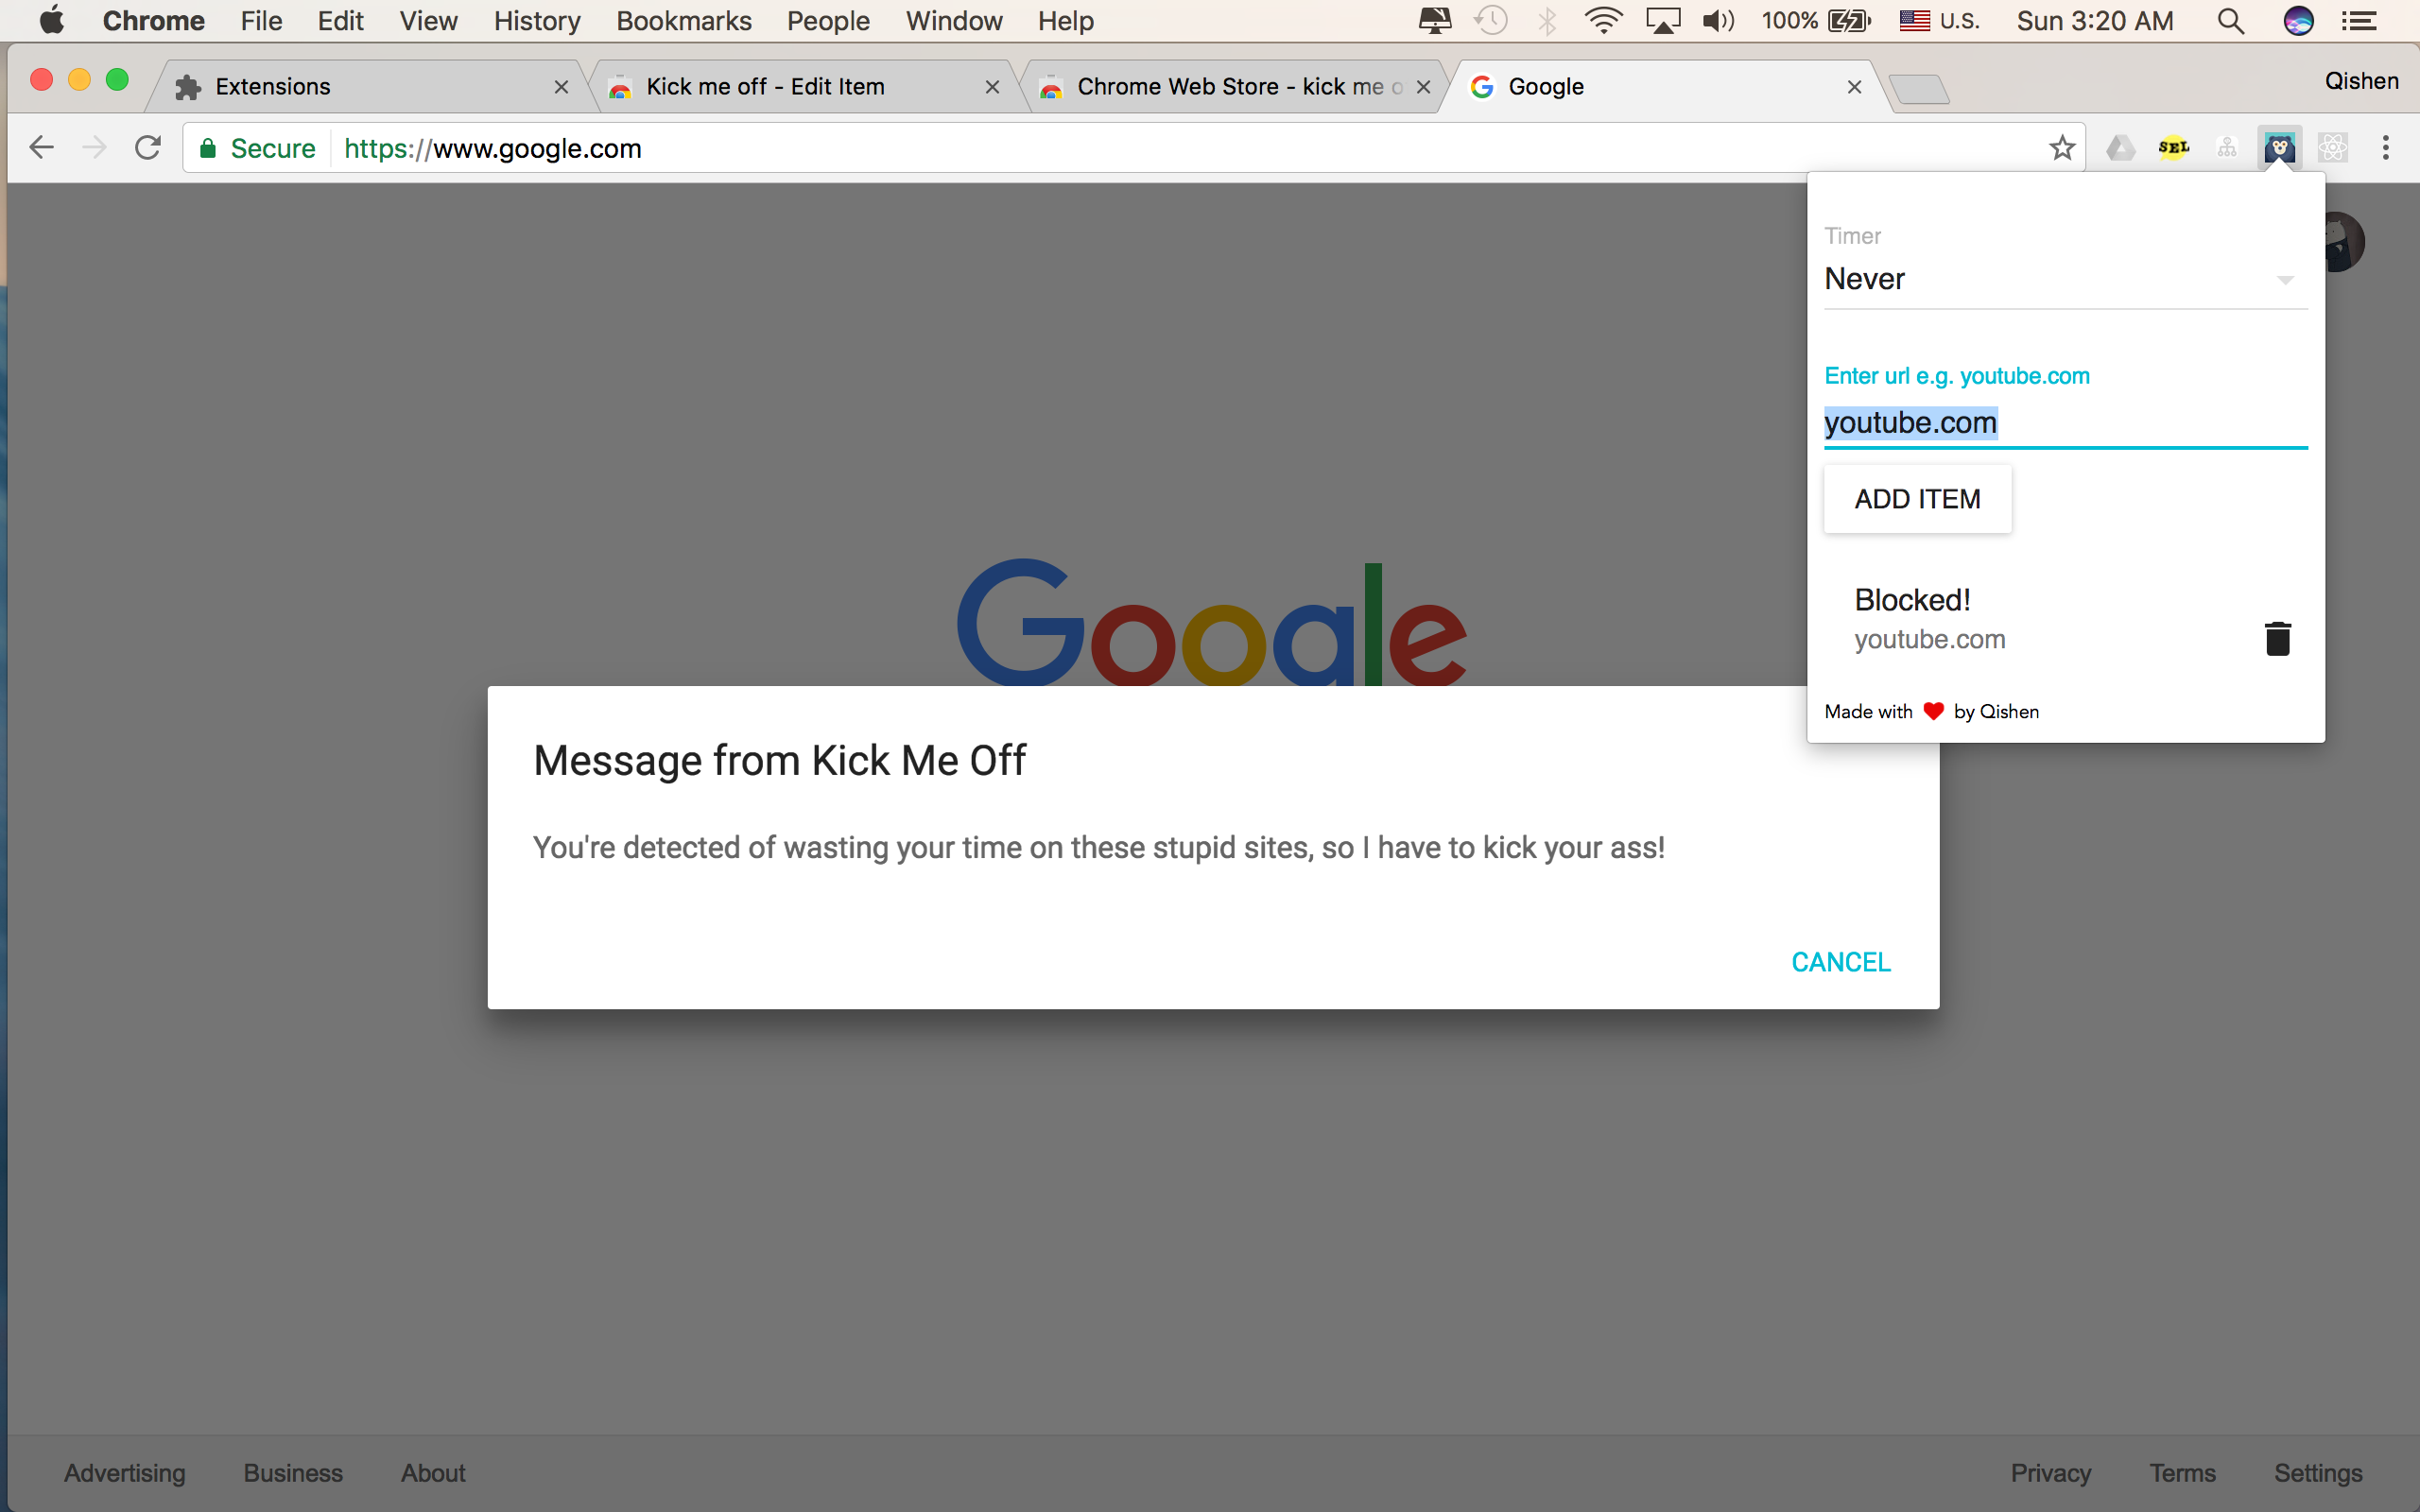 Chrome File Edit View History Bookmarks People Window Help 100% U.S. Sun 3:20 AM
Extensions Kick me off - Edit Item Chrome Web Store - kick me o Google Qishen
Secure https://www.google.com SEL
Timer
Never
Enter url e.g. youtube.com
youtube.com
ADD ITEM
Blocked!
youtube.com
Made with ❤ by Qishen
Google
Message from Kick Me Off
You're detected of wasting your time on these stupid sites, so I have to kick your ass!
CANCEL
Advertising Business About Privacy Terms Settings